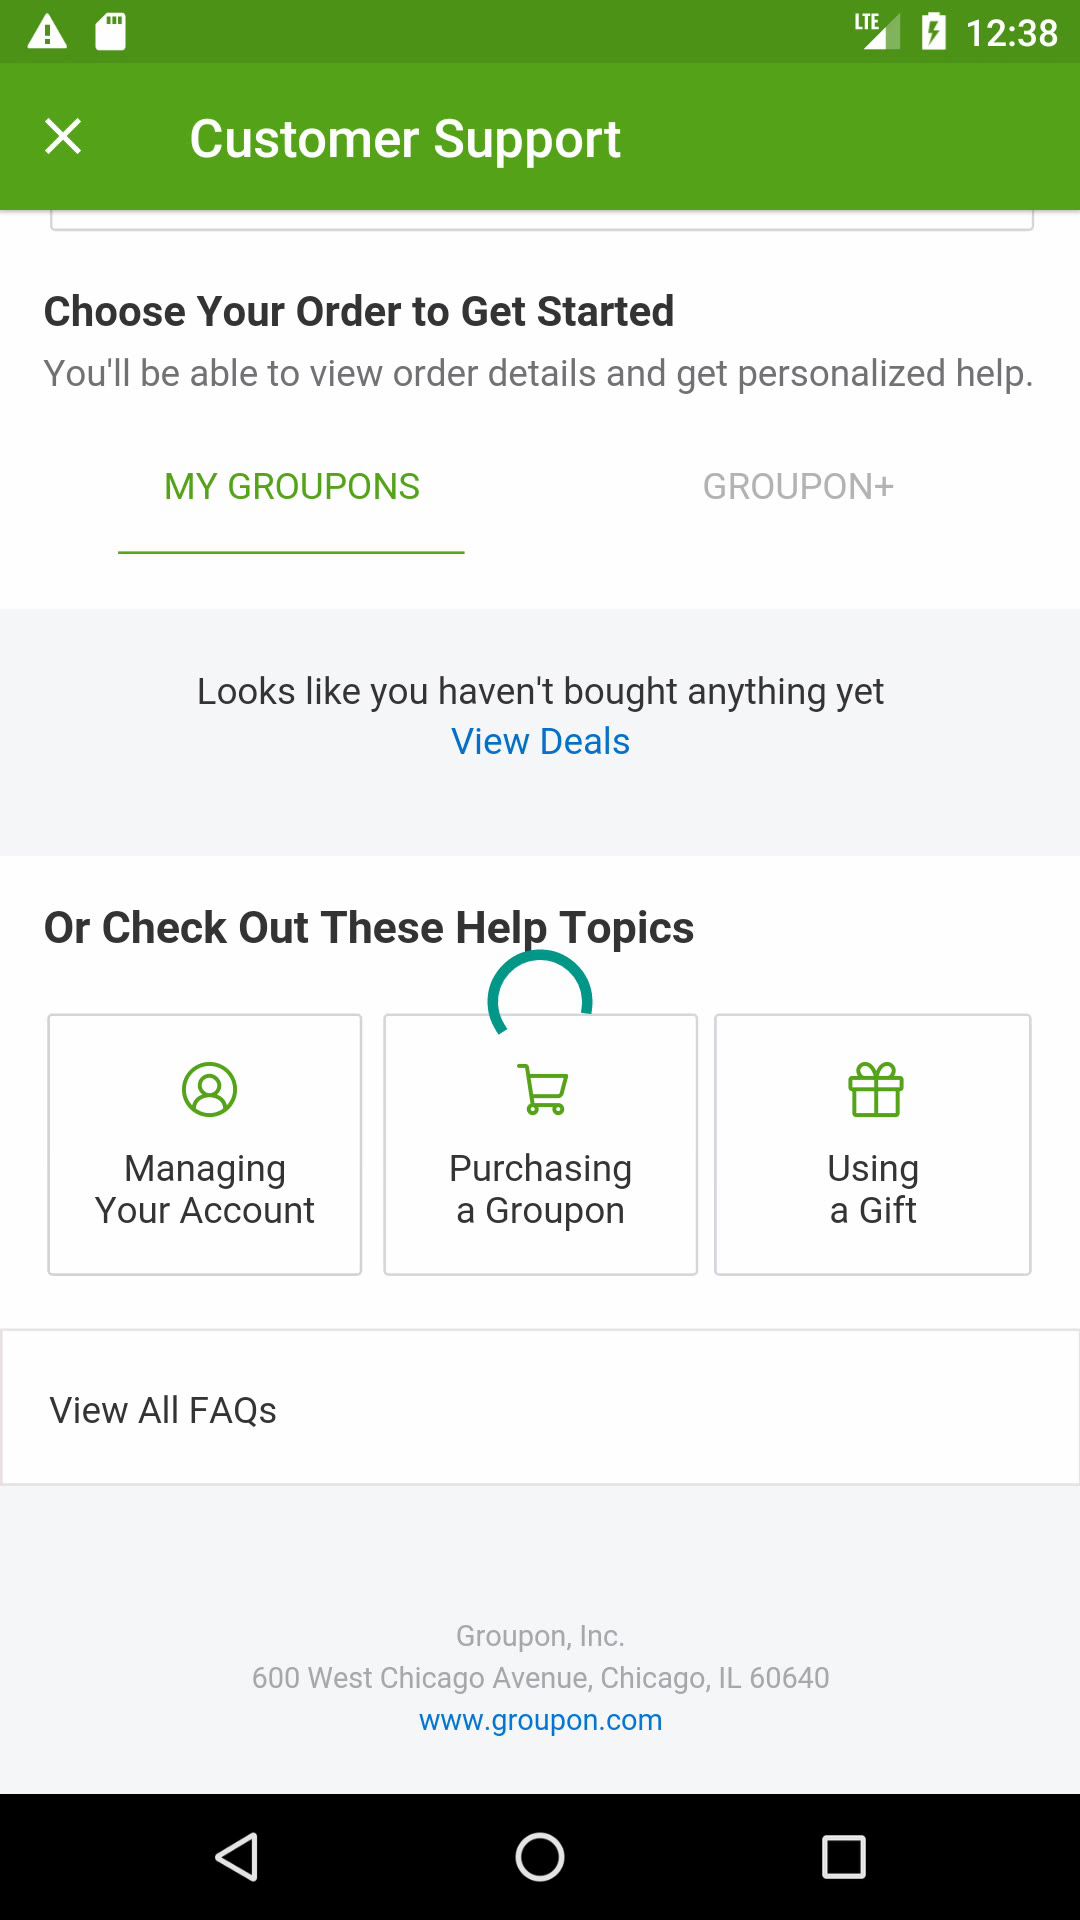 LTE 12:38
Customer Support
Choose Your Order to Get Started
You'll be able to view order details and get personalized help.
MY GROUPONS GROUPON+
Looks like you haven't bought anything yet
View Deals
Or Check Out These Help Topics
Managing
Your Account
Purchasing
a Groupon
Using
a Gift
View All FAQs
Groupon, Inc.
600 West Chicago Avenue, Chicago, IL 60640
www.groupon.com